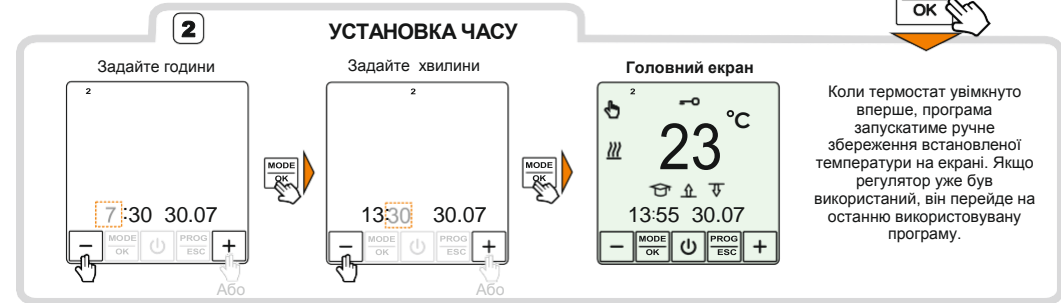 OK
2
УСТАНОВКА ЧАСУ
Задайте години
2
7:30 30.07
– MODE OK PROG ESC +
Або
MODE OK
Задайте хвилини
2
13:30 30.07
– MODE OK PROG ESC +
Або
MODE OK
Головний екран
2
23 °C
13:55 30.07
– MODE OK PROG ESC +
Коли термостат увімкнуто
вперше, програма
запускатиме ручне
збереження встановленої
температури на екрані. Якщо
регулятор уже був
використаний, він перейде на
останню використовувану
програму.